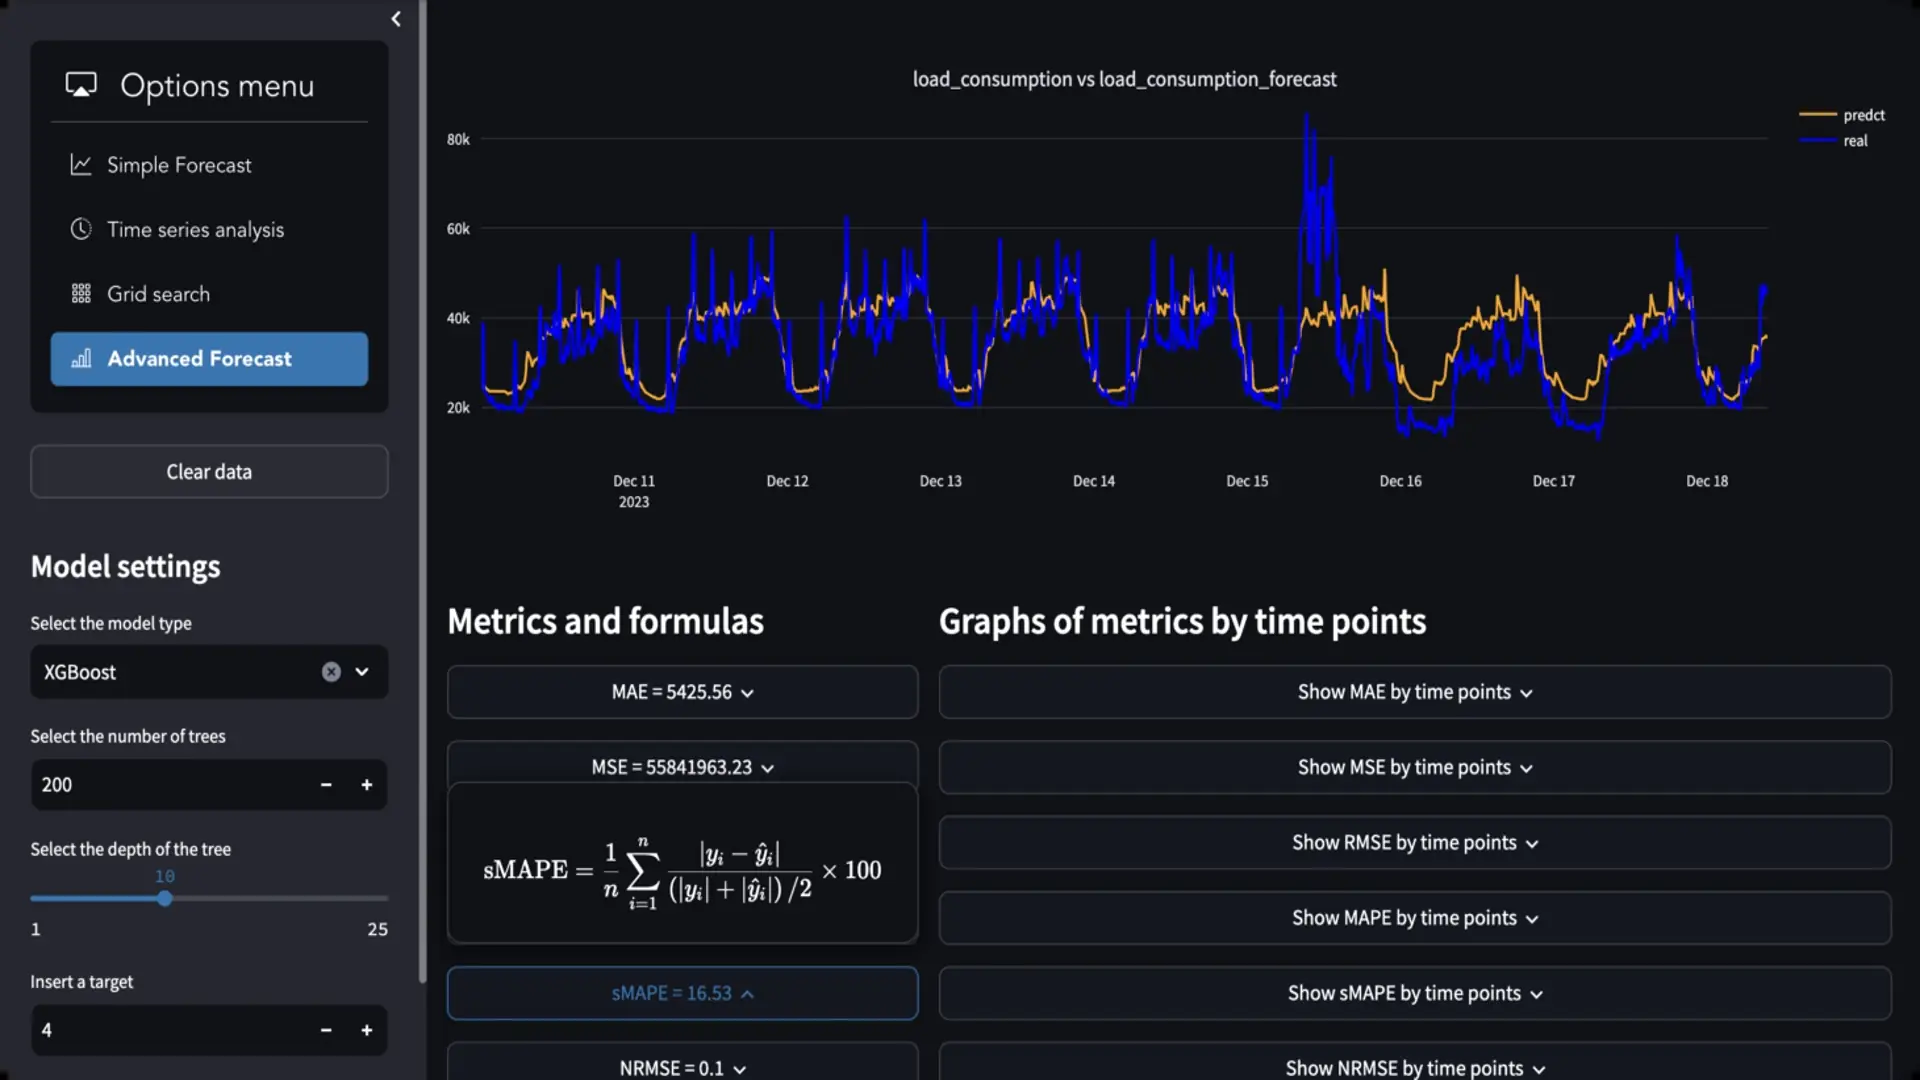 Options menu
Simple Forecast
Time series analysis
Grid search
Advanced Forecast
Clear data
Model settings
Select the model type
XGBoost
Select the number of trees
200
Select the depth of the tree
10
1 25
Insert a target
4
load_consumption vs load_consumption_forecast
predct
real
80k
60k
40k
20k
Dec 11 Dec 12 Dec 13 Dec 14 Dec 15 Dec 16 Dec 17 Dec 18
2023
Metrics and formulas
MAE = 5425.56
MSE = 55841963.23
sMAPE = \frac{1}{n} \sum_{i=1}^{n} \frac{|y_i − ŷ_i|}{(|y_i| + |ŷ_i|)/2} × 100
sMAPE = 16.53
NRMSE = 0.1
Graphs of metrics by time points
Show MAE by time points
Show MSE by time points
Show RMSE by time points
Show MAPE by time points
Show sMAPE by time points
Show NRMSE by time points